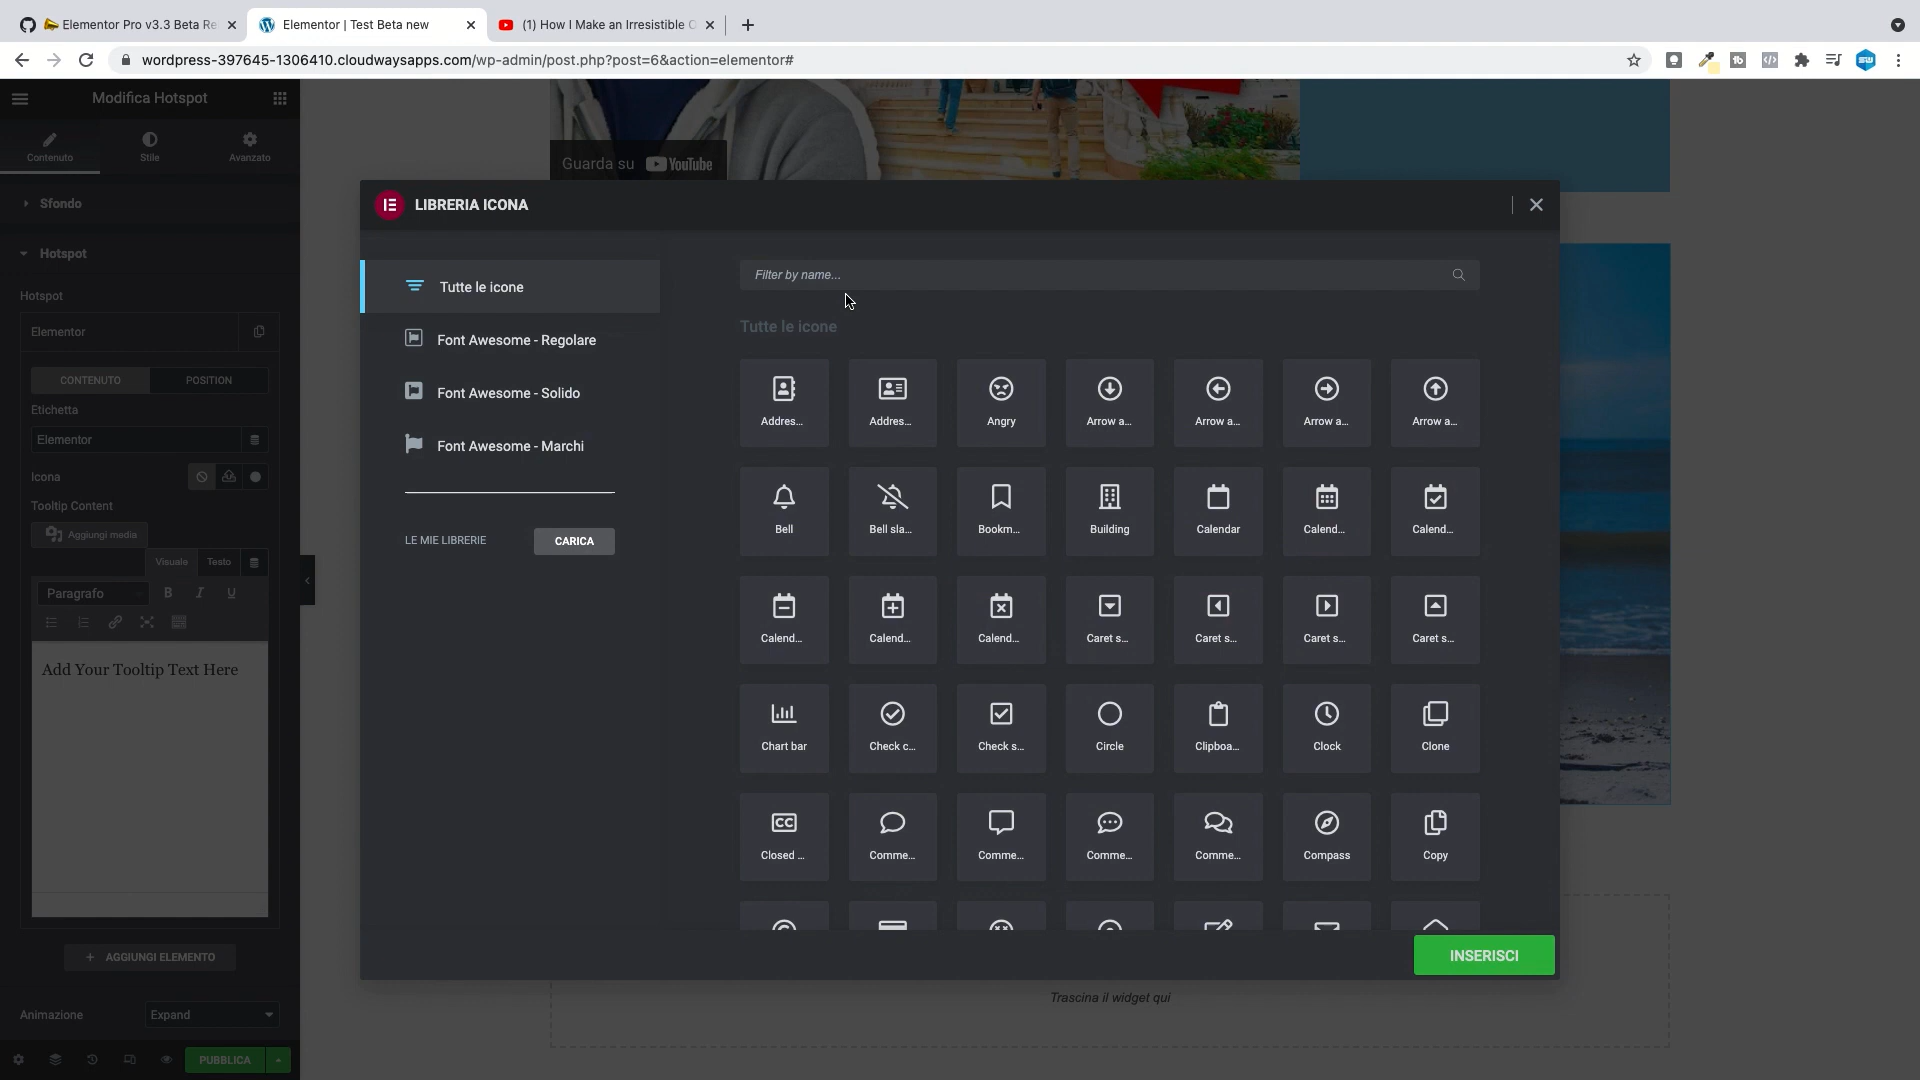 Elementor Pro v3.3 Beta Re
Elementor | Test Beta new
(1) How I Make an Irresistible O
wordpress-397645-1306410.cloudwaysapps.com/wp-admin/post.php?post=6&action=elementor#
Modifica Hotspot
Contenuto
Stile
Avanzato
Sfondo
Hotspot
Hotspot
Elementor
CONTENUTO
POSITION
Etichetta
Elementor
Icona
Tooltip Content
Aggiungi media
Visuale
Testo
Paragrafo
B I U
Add Your Tooltip Text Here
AGGIUNGI ELEMENTO
Animazione
Expand
PUBBLICA
Guarda su YouTube
LIBRERIA ICONA
Tutte le icone
Font Awesome - Regolare
Font Awesome - Solido
Font Awesome - Marchi
LE MIE LIBRERIE
CARICA
Filter by name...
Tutte le icone
Addres... Addres... Angry Arrow a... Arrow a... Arrow a... Arrow a...
Bell Bell sla... Bookm... Building Calendar Calend... Calend...
Calend... Calend... Calend... Caret s... Caret s... Caret s... Caret s...
Chart bar Check c... Check s... Circle Clipboa... Clock Clone
CC
Closed ... Comme... Comme... Comme... Comme... Compass Copy
INSERISCI
Trascina il widget qui